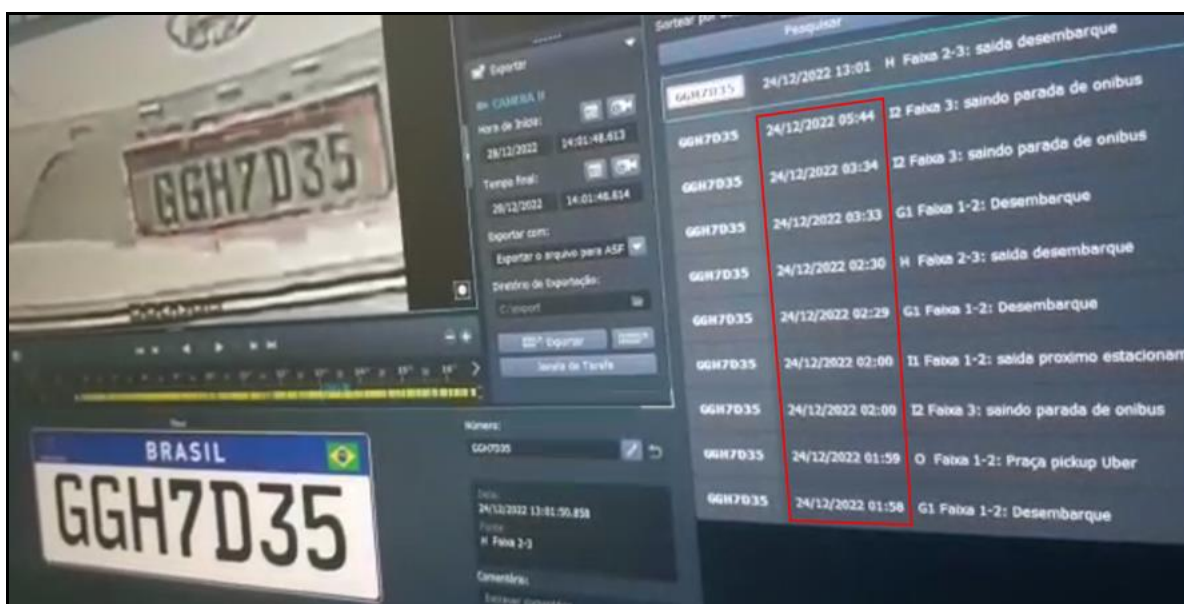 GGH7D35
BRASIL
GGH7D35
Exportar
CAMERA H
Hora de Início:
28/12/2022 14:01:48.613
Tempo Final:
28/12/2022 14:01:48.614
Exportar com:
Exportar o arquivo para ASF
Diretório de Exportação:
C:\export
Exportar
Janela de Tarefa
Número:
GGH7D35
Data:
24/12/2022 13:01:50.858
Fonte:
H Faixa 2-3
Comentário:
Sortear por
Pesquisar
GGH7D35 24/12/2022 13:01 H Faixa 2-3: saida desembarque
GGH7D35 24/12/2022 05:44 I2 Faixa 3: saindo parada de onibus
GGH7D35 24/12/2022 03:34 I2 Faixa 3: saindo parada de onibus
GGH7D35 24/12/2022 03:33 G1 Faixa 1-2: Desembarque
GGH7D35 24/12/2022 02:30 H Faixa 2-3: saida desembarque
GGH7D35 24/12/2022 02:29 G1 Faixa 1-2: Desembarque
GGH7D35 24/12/2022 02:00 I1 Faixa 1-2: saida proximo estacionam
GGH7D35 24/12/2022 02:00 I2 Faixa 3: saindo parada de onibus
GGH7D35 24/12/2022 01:59 O Faixa 1-2: Praça pickup Uber
GGH7D35 24/12/2022 01:58 G1 Faixa 1-2: Desembarque